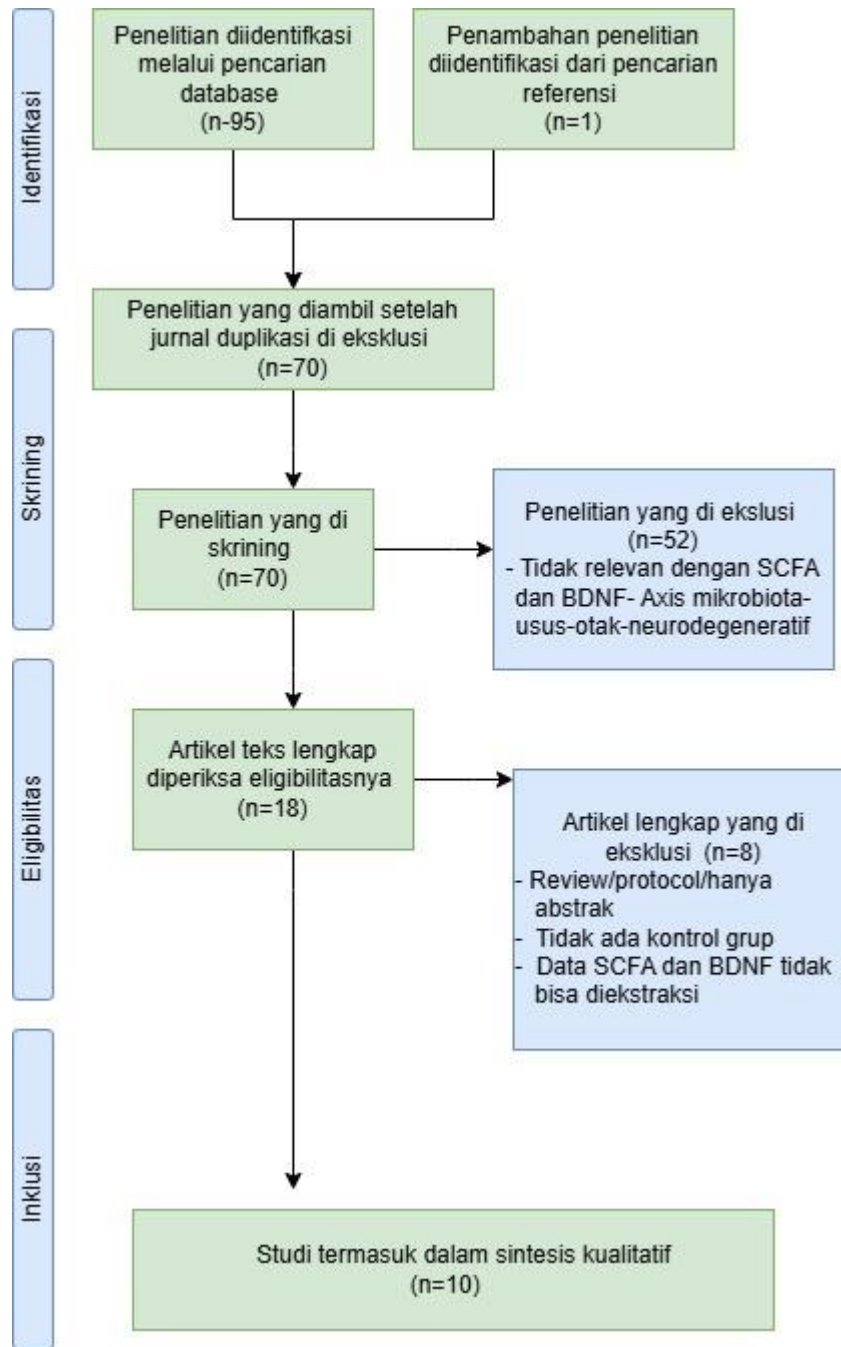 Identifikasi
Penelitian diidentifkasi
melalui pencarian
database
(n-95)
Penambahan penelitian
diidentifikasi dari pencarian
referensi
(n=1)
Penelitian yang diambil setelah
jurnal duplikasi di eksklusi
(n=70)
Skrining
Penelitian yang di
skrining
(n=70)
Penelitian yang di ekslusi
(n=52)
- Tidak relevan dengan SCFA
dan BDNF- Axis mikrobiota-
usus-otak-neurodegeneratif
Eligibilitas
Artikel teks lengkap
diperiksa eligibilitasnya
(n=18)
Artikel lengkap yang di
eksklusi (n=8)
- Review/protocol/hanya
abstrak
- Tidak ada kontrol grup
- Data SCFA dan BDNF tidak
bisa diekstraksi
Inklusi
Studi termasuk dalam sintesis kualitatif
(n=10)